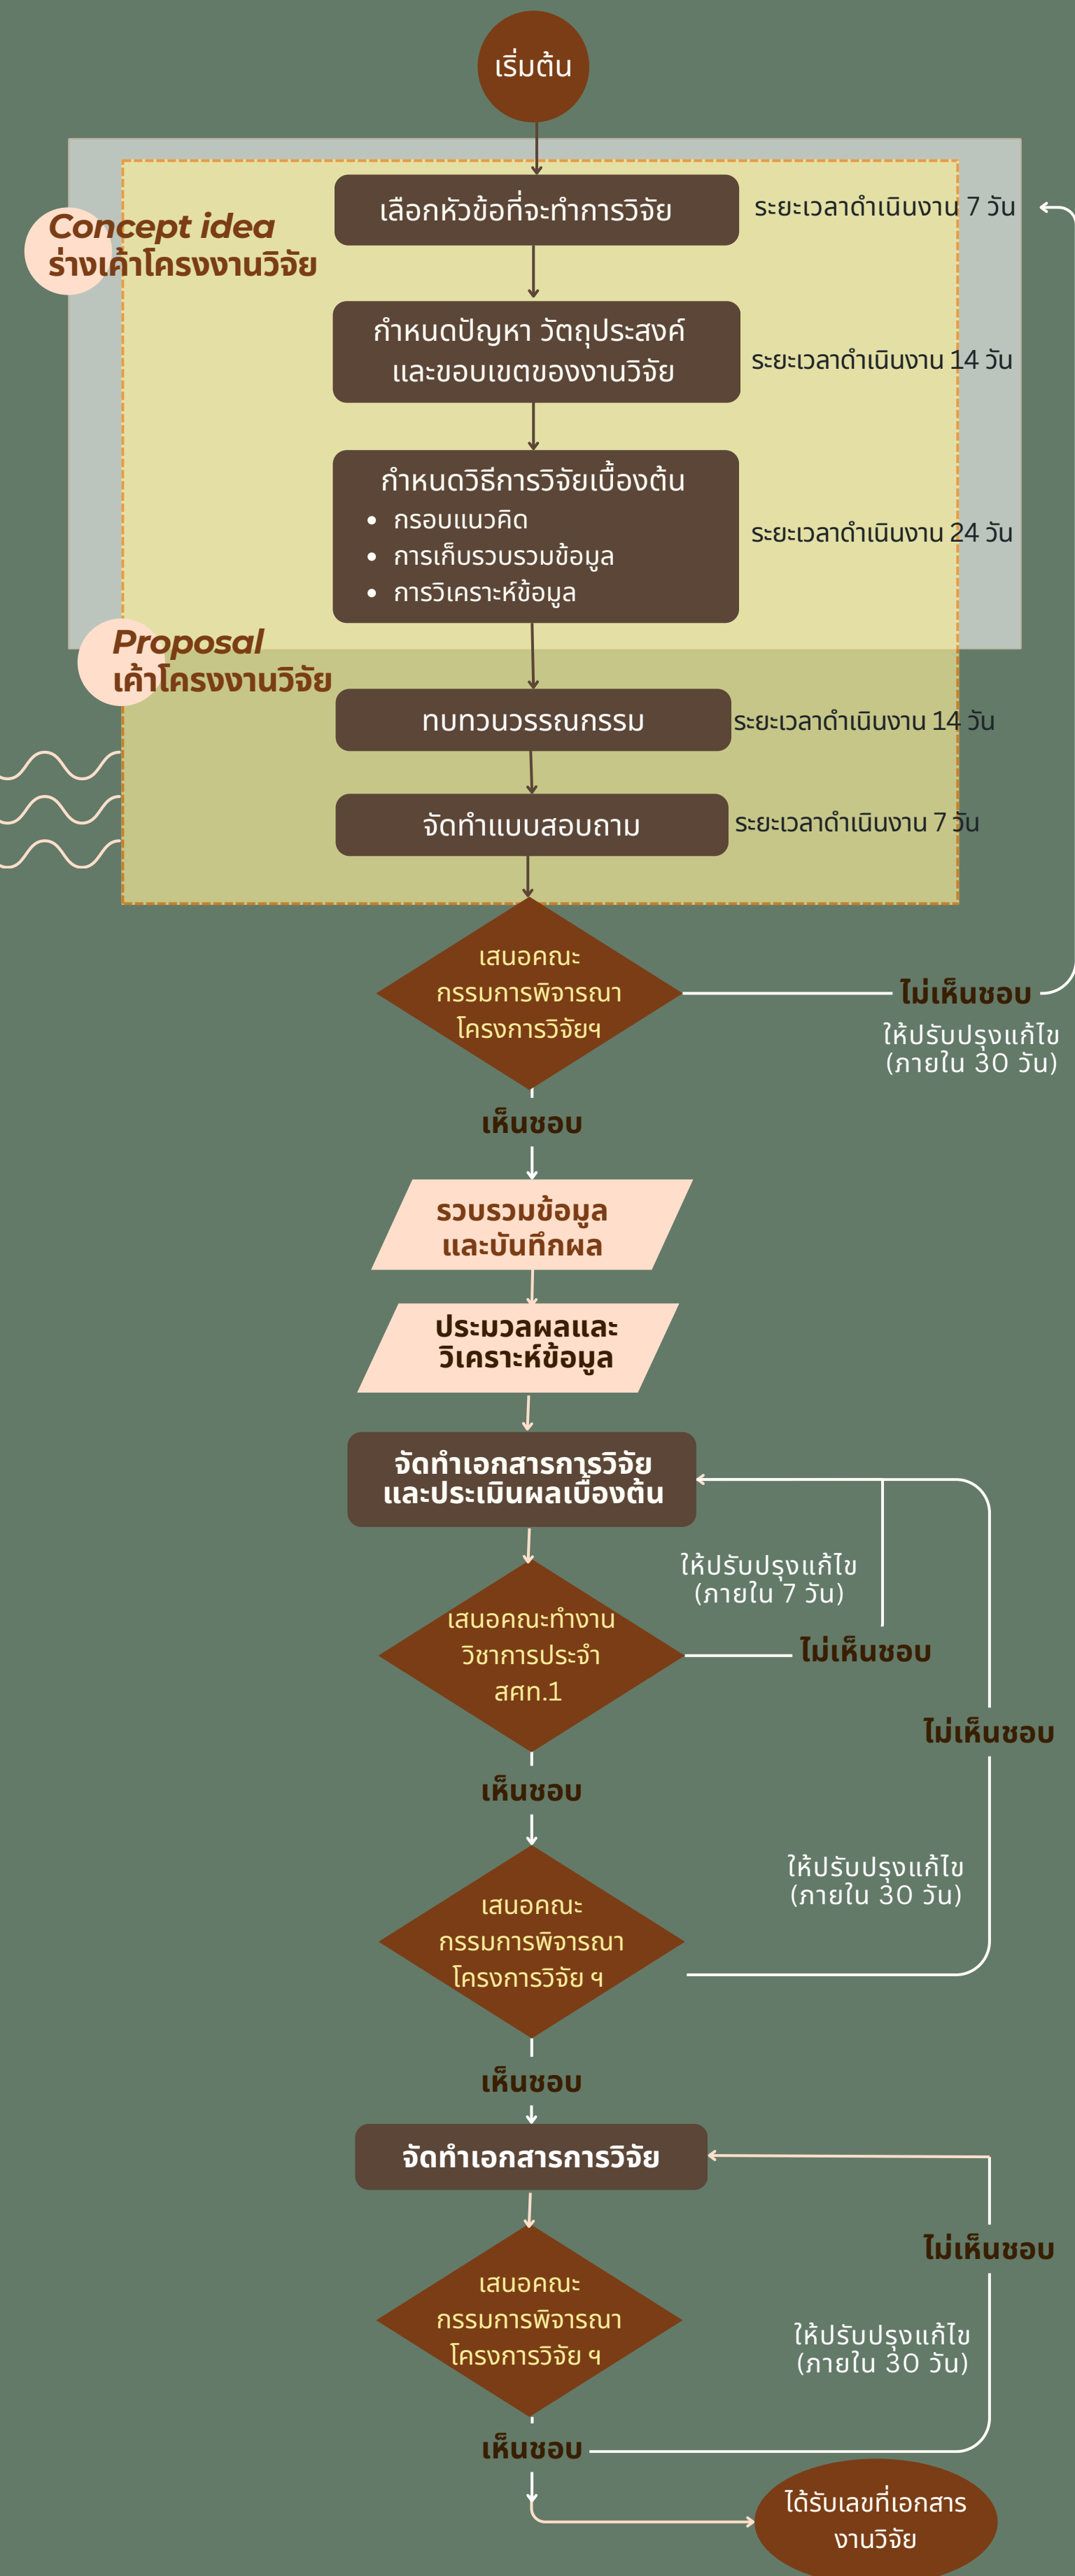 เริ่มต้น
Concept idea
ร่างเค้าโครงงานวิจัย
เลือกหัวข้อที่จะทำการวิจัย
ระยะเวลาดำเนินงาน 7 วัน
กำหนดปัญหา วัตถุประสงค์
และขอบเขตของงานวิจัย
ระยะเวลาดำเนินงาน 14 วัน
กำหนดวิธีการวิจัยเบื้องต้น
• กรอบแนวคิด
• การเก็บรวบรวมข้อมูล
• การวิเคราะห์ข้อมูล
ระยะเวลาดำเนินงาน 24 วัน
Proposal
เค้าโครงงานวิจัย
ทบทวนวรรณกรรม
ระยะเวลาดำเนินงาน 14 วัน
จัดทำแบบสอบถาม
ระยะเวลาดำเนินงาน 7 วัน
เสนอคณะ
กรรมการพิจารณา
โครงการวิจัยฯ
ไม่เห็นชอบ
ให้ปรับปรุงแก้ไข
(ภายใน 30 วัน)
เห็นชอบ
รวบรวมข้อมูล
และบันทึกผล
ประมวลผลและ
วิเคราะห์ข้อมูล
จัดทำเอกสารการวิจัย
และประเมินผลเบื้องต้น
ให้ปรับปรุงแก้ไข
(ภายใน 7 วัน)
เสนอคณะทำงาน
วิชาการประจำ
สศท.1
ไม่เห็นชอบ
ไม่เห็นชอบ
เห็นชอบ
ให้ปรับปรุงแก้ไข
(ภายใน 30 วัน)
เสนอคณะ
กรรมการพิจารณา
โครงการวิจัย ฯ
เห็นชอบ
จัดทำเอกสารการวิจัย
ไม่เห็นชอบ
เสนอคณะ
กรรมการพิจารณา
โครงการวิจัย ฯ
ให้ปรับปรุงแก้ไข
(ภายใน 30 วัน)
เห็นชอบ
ได้รับเลขที่เอกสาร
งานวิจัย